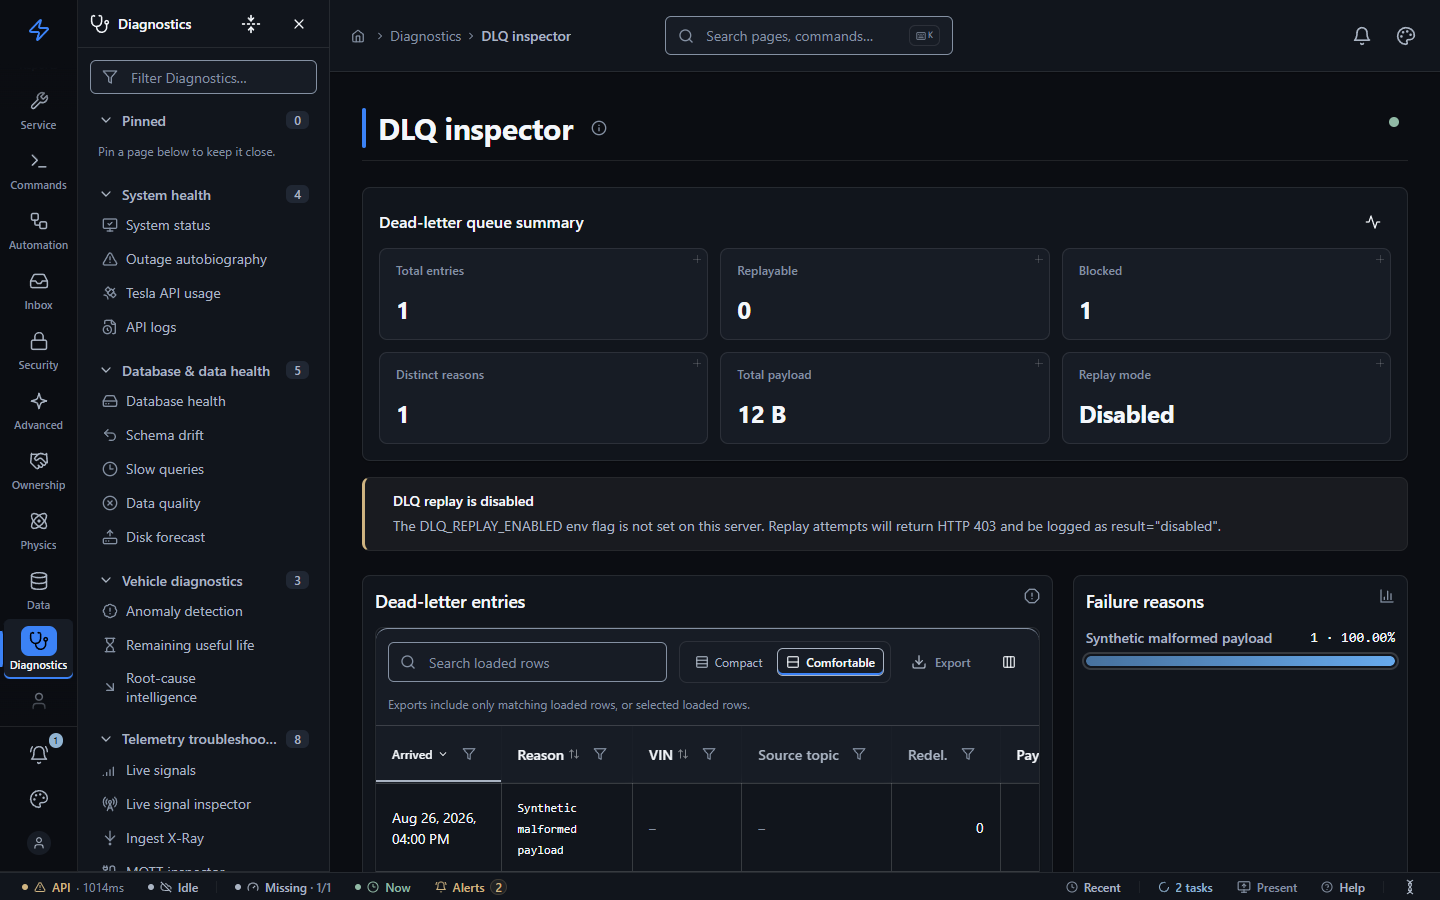 Diagnostics
Diagnostics
DLQ inspector
Search pages, commands...
K
Filter Diagnostics...
Pinned
0
Pin a page below to keep it close.
System health
4
System status
Outage autobiography
Tesla API usage
API logs
Database & data health
5
Database health
Schema drift
Slow queries
Data quality
Disk forecast
Vehicle diagnostics
3
Anomaly detection
Remaining useful life
Root-cause
intelligence
Telemetry troubleshoo...
8
Live signals
Live signal inspector
Ingest X-Ray
Service
Commands
Automation
Inbox
Security
Advanced
Ownership
Physics
Data
Diagnostics
1
DLQ inspector
Dead-letter queue summary
Total entries
1
Replayable
0
Blocked
1
Distinct reasons
1
Total payload
12 B
Replay mode
Disabled
DLQ replay is disabled
The DLQ_REPLAY_ENABLED env flag is not set on this server. Replay attempts will return HTTP 403 and be logged as result="disabled".
Dead-letter entries
Search loaded rows
Compact
Comfortable
Export
Exports include only matching loaded rows, or selected loaded rows.
Arrived
Reason
VIN
Source topic
Redel.
Pay
Aug 26, 2026,
04:00 PM
Synthetic
malformed
payload
–
–
0
Failure reasons
Synthetic malformed payload
1 · 100.00%
API · 1014ms
Idle
Missing · 1/1
Now
Alerts 2
Recent
2 tasks
Present
Help